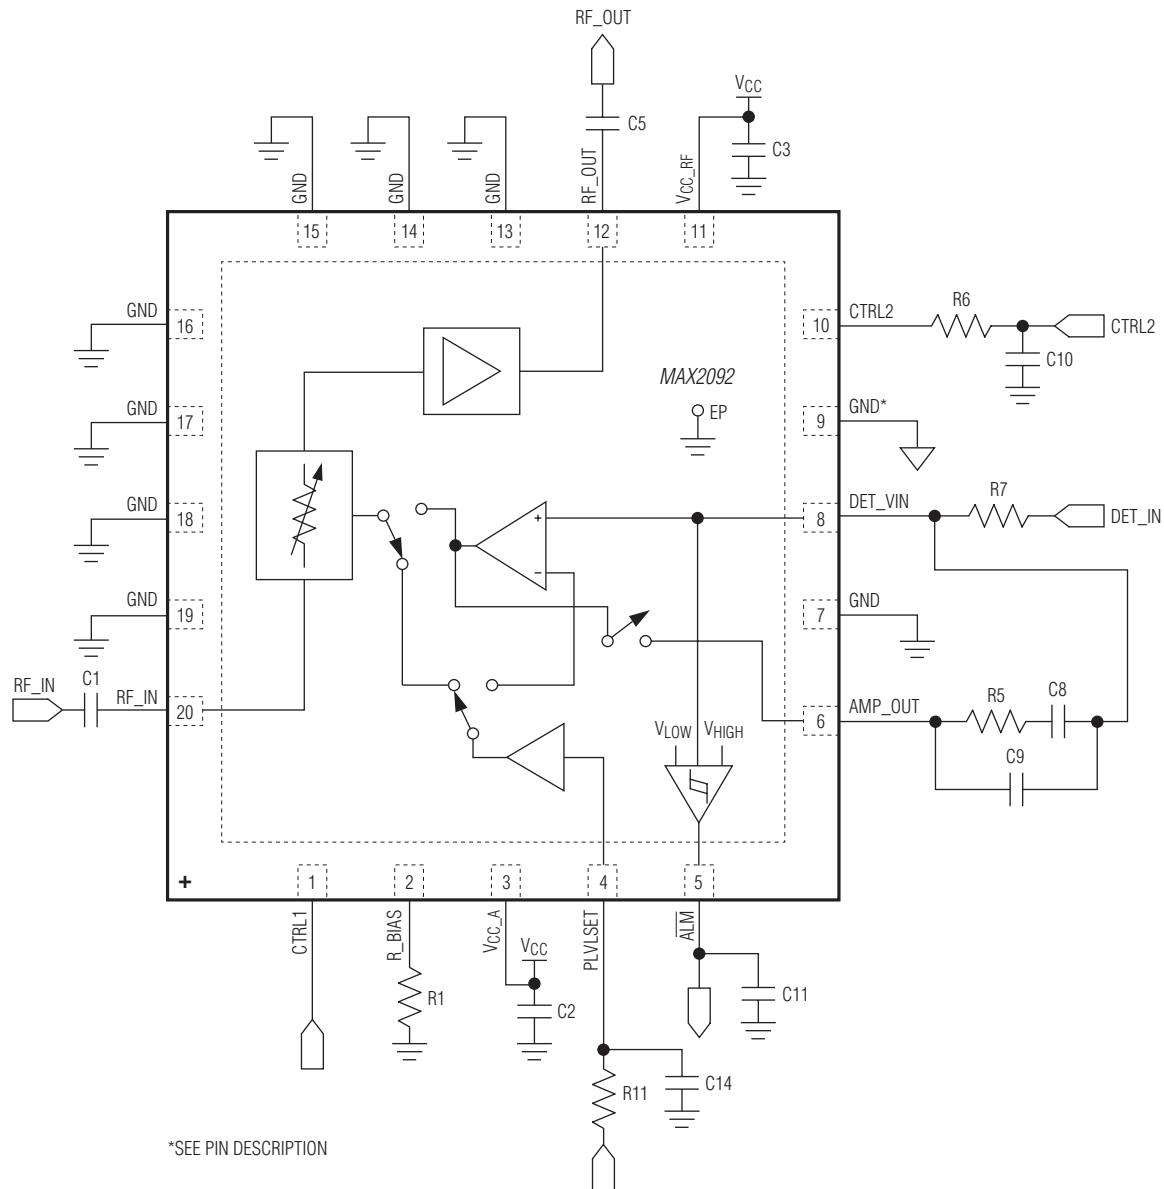 RF_OUT
VCC
C5
C3
GND
GND
GND
RF_OUT
VCC_RF
15
14
13
12
11
GND
16
10
CTRL2
R6
CTRL2
C10
MAX2092
EP
GND
17
9
GND*
GND
18
+
8
DET_VIN
R7
DET_IN
−
GND
19
7
GND
RF_IN
C1
RF_IN
20
6
AMP_OUT
R5
C8
C9
VLOW
VHIGH
+
1
2
3
4
5
CTRL1
R_BIAS
VCC_A
PLVLSET
ALM
VCC
R1
C2
C11
R11
C14
*SEE PIN DESCRIPTION